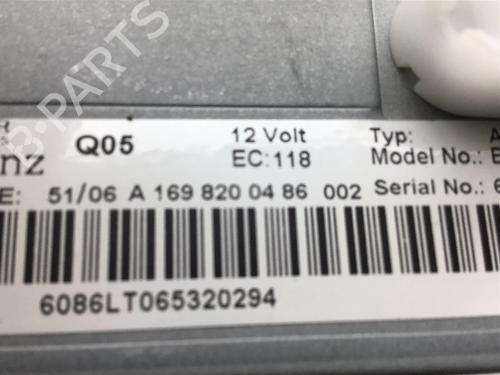 B-PARTS
R
nz Q05 12 Volt Typ: A
EC:118 Model No.: B
E: 51/06 A 169 820 04 86 002 Serial No.: 6
6086LT065320294